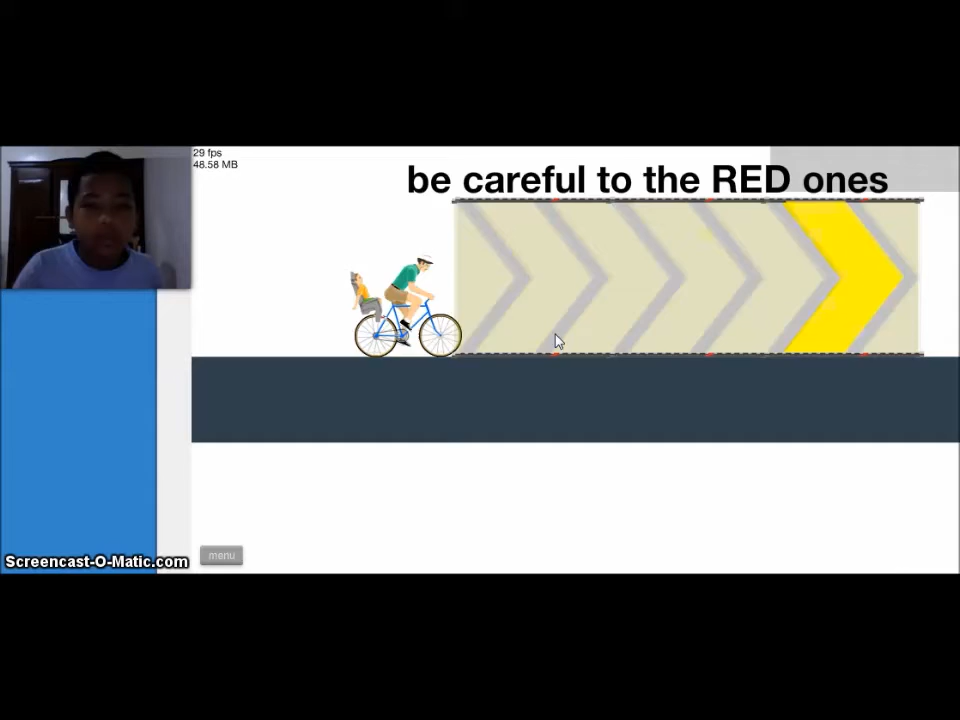 29 fps
48.58 MB
be careful to the RED ones
menu
Screencast-O-Matic.com